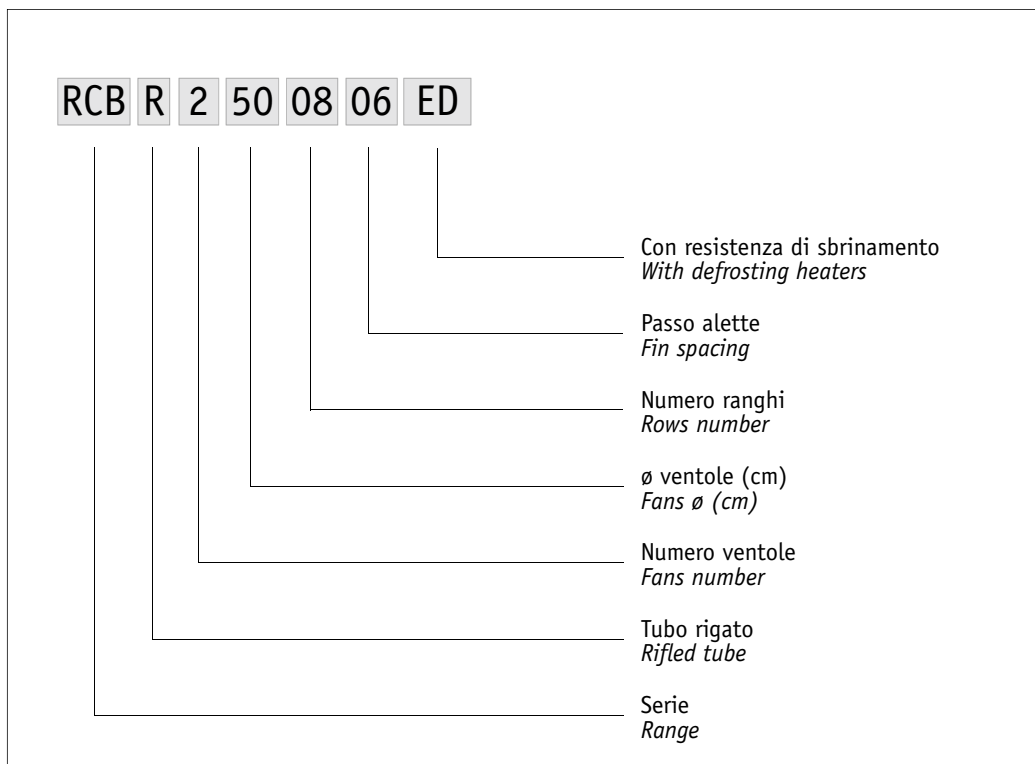 RCB R 2 50 08 06 ED
Con resistenza di sbrinamento
With defrosting heaters
Passo alette
Fin spacing
Numero ranghi
Rows number
ø ventole (cm)
Fans ø (cm)
Numero ventole
Fans number
Tubo rigato
Rifled tube
Serie
Range